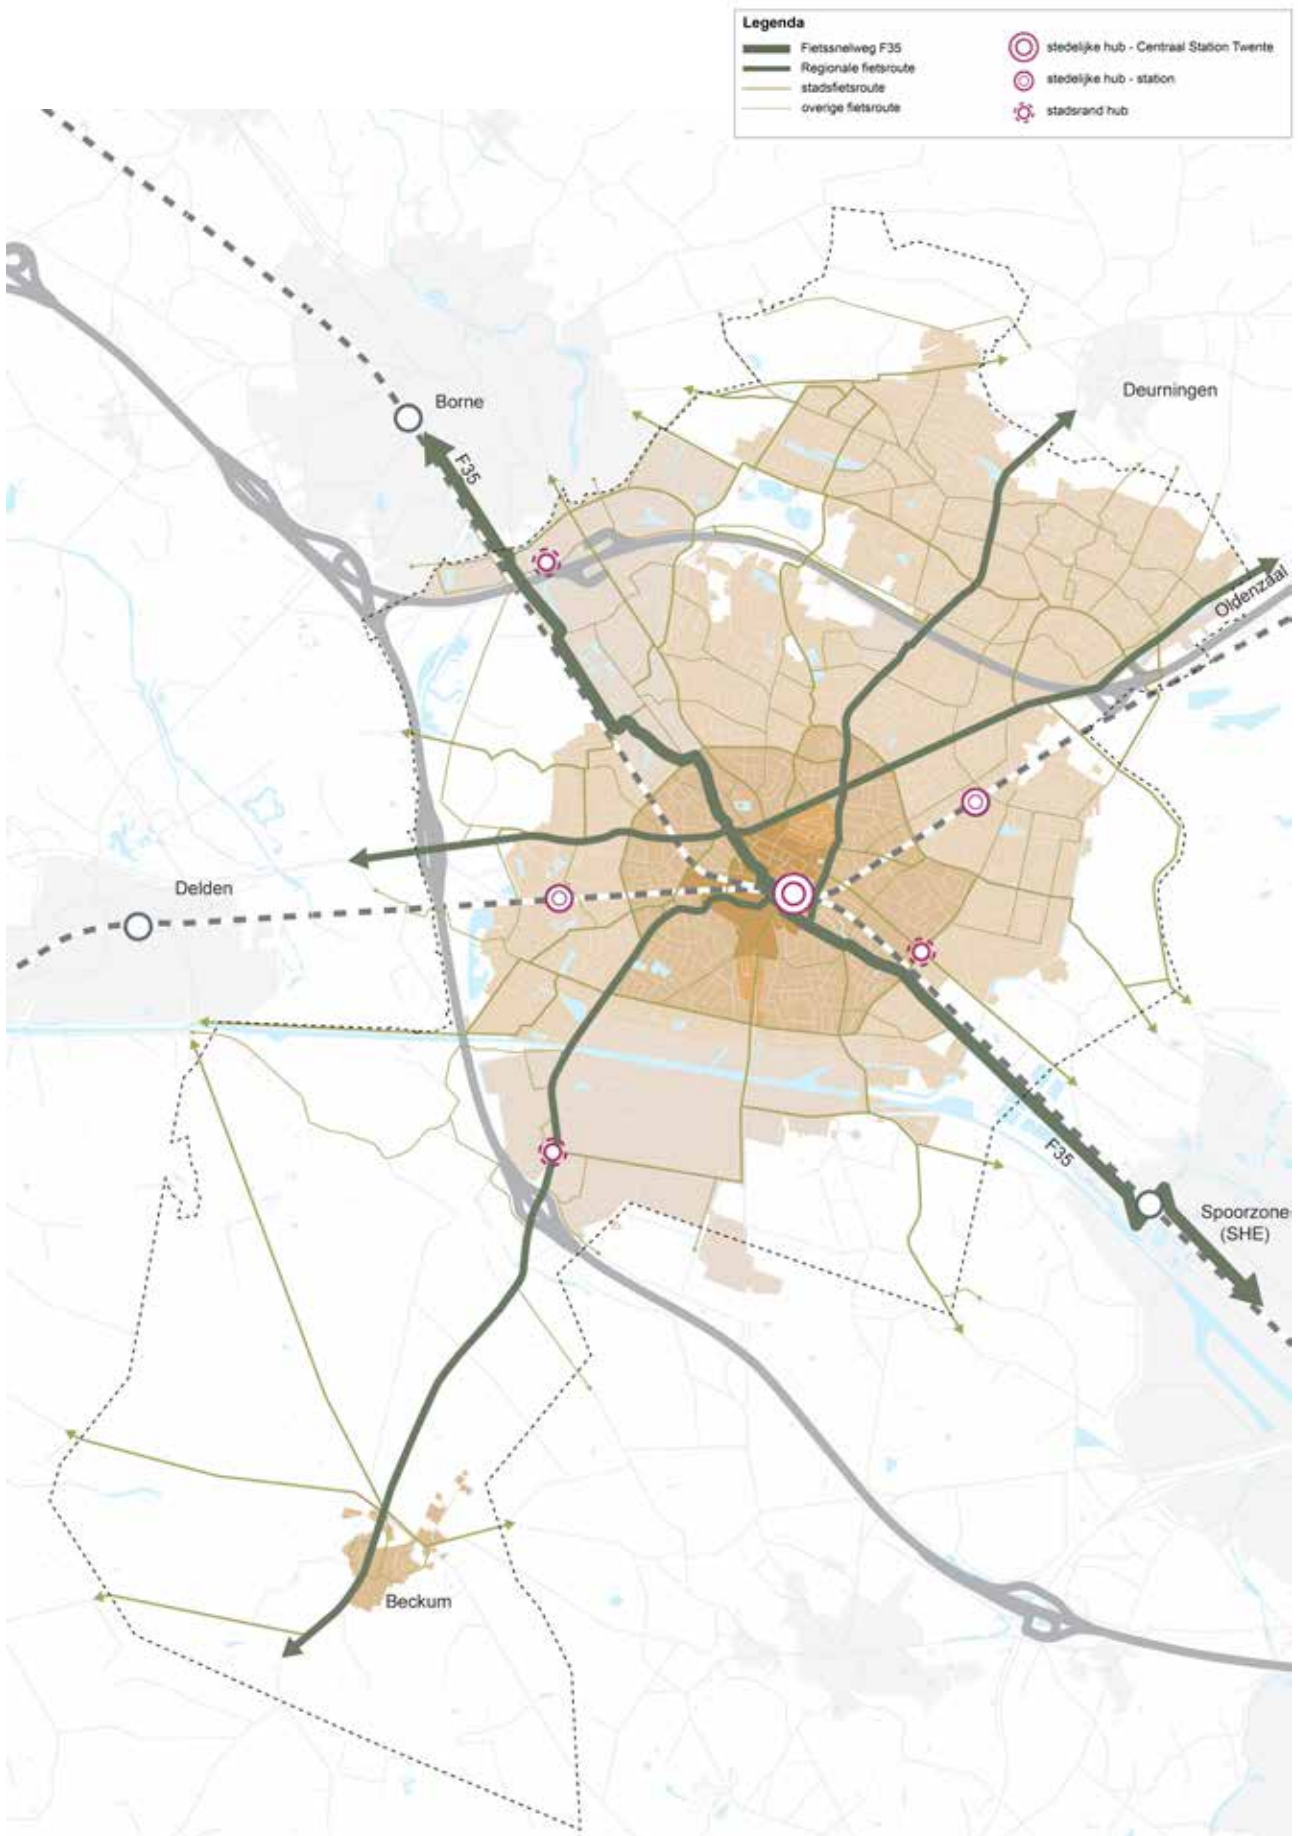 Legenda
Fietssnelweg F35
Regionale fietsroute
stadsfietsroute
overige fietsroute
stedelijke hub - Centraal Station Twente
stedelijke hub - station
stadsrand hub
Deurningen
Borne
F35
Oldenzaal
Delden
F35
Spoorzone
(SHE)
Beckum